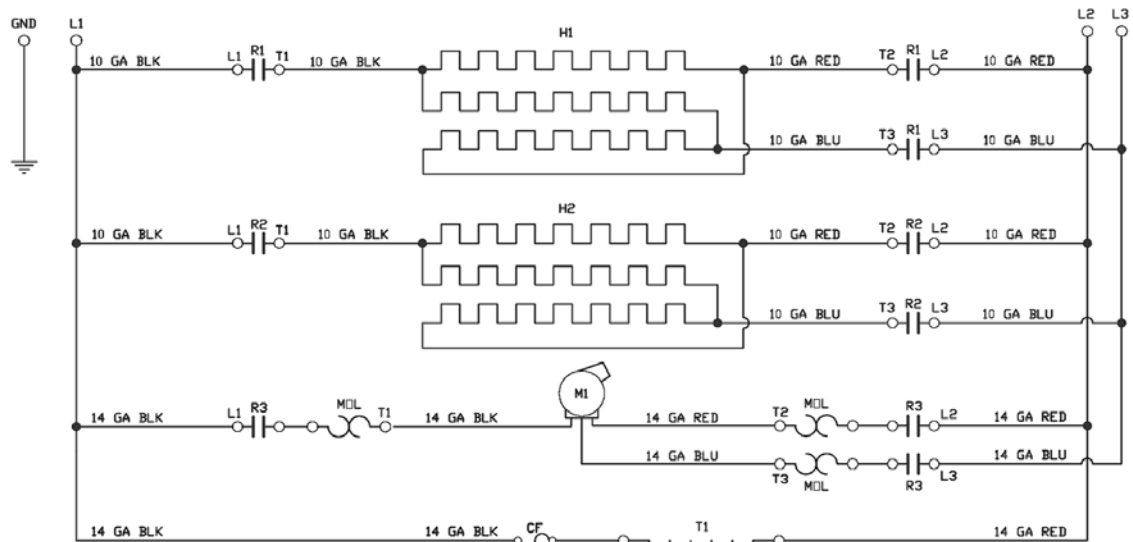 GND L1 L2 L3
H1
10 GA BLK L1 R1 T1 10 GA BLK 10 GA RED T2 R1 L2 10 GA RED
10 GA BLU T3 R1 L3 10 GA BLU
H2
10 GA BLK L1 R2 T1 10 GA BLK 10 GA RED T2 R2 L2 10 GA RED
10 GA BLU T3 R2 L3 10 GA BLU
M1
14 GA BLK L1 R3 M□L T1 14 GA BLK 14 GA RED T2 M□L R3 L2 14 GA RED
14 GA BLU T3 M□L R3 L3 14 GA BLU
14 GA BLK 14 GA BLK CF T1 14 GA RED